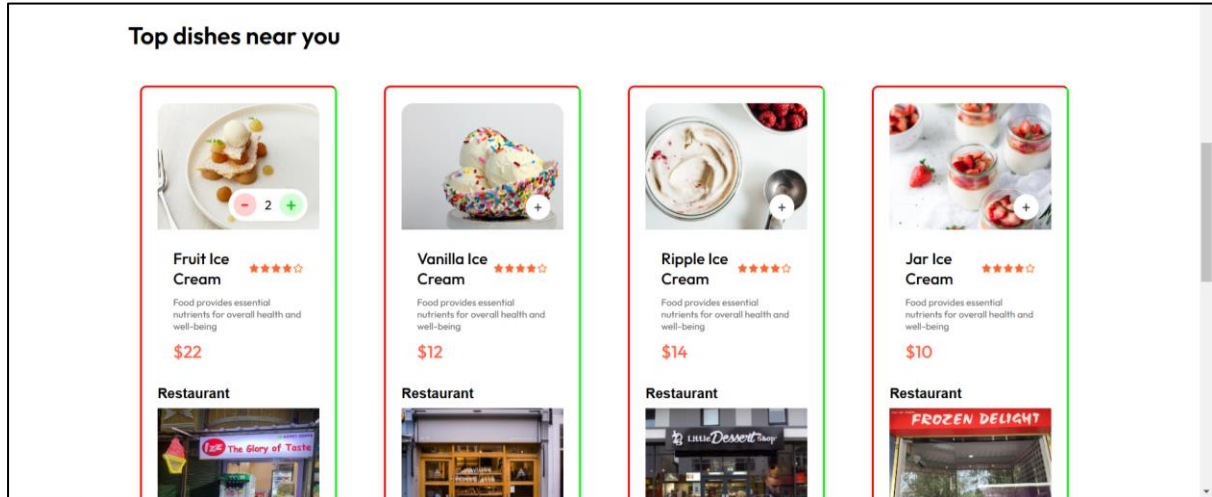 Top dishes near you
- 2 +
+
+
+
Fruit Ice
Cream
Food provides essential
nutrients for overall health and
well-being
$22
Restaurant
The Glory of Taste
Vanilla Ice
Cream
Food provides essential
nutrients for overall health and
well-being
$12
Restaurant
Ripple Ice
Cream
Food provides essential
nutrients for overall health and
well-being
$14
Restaurant
Little Dessert Shop
Jar Ice
Cream
Food provides essential
nutrients for overall health and
well-being
$10
Restaurant
FROZEN DELIGHT